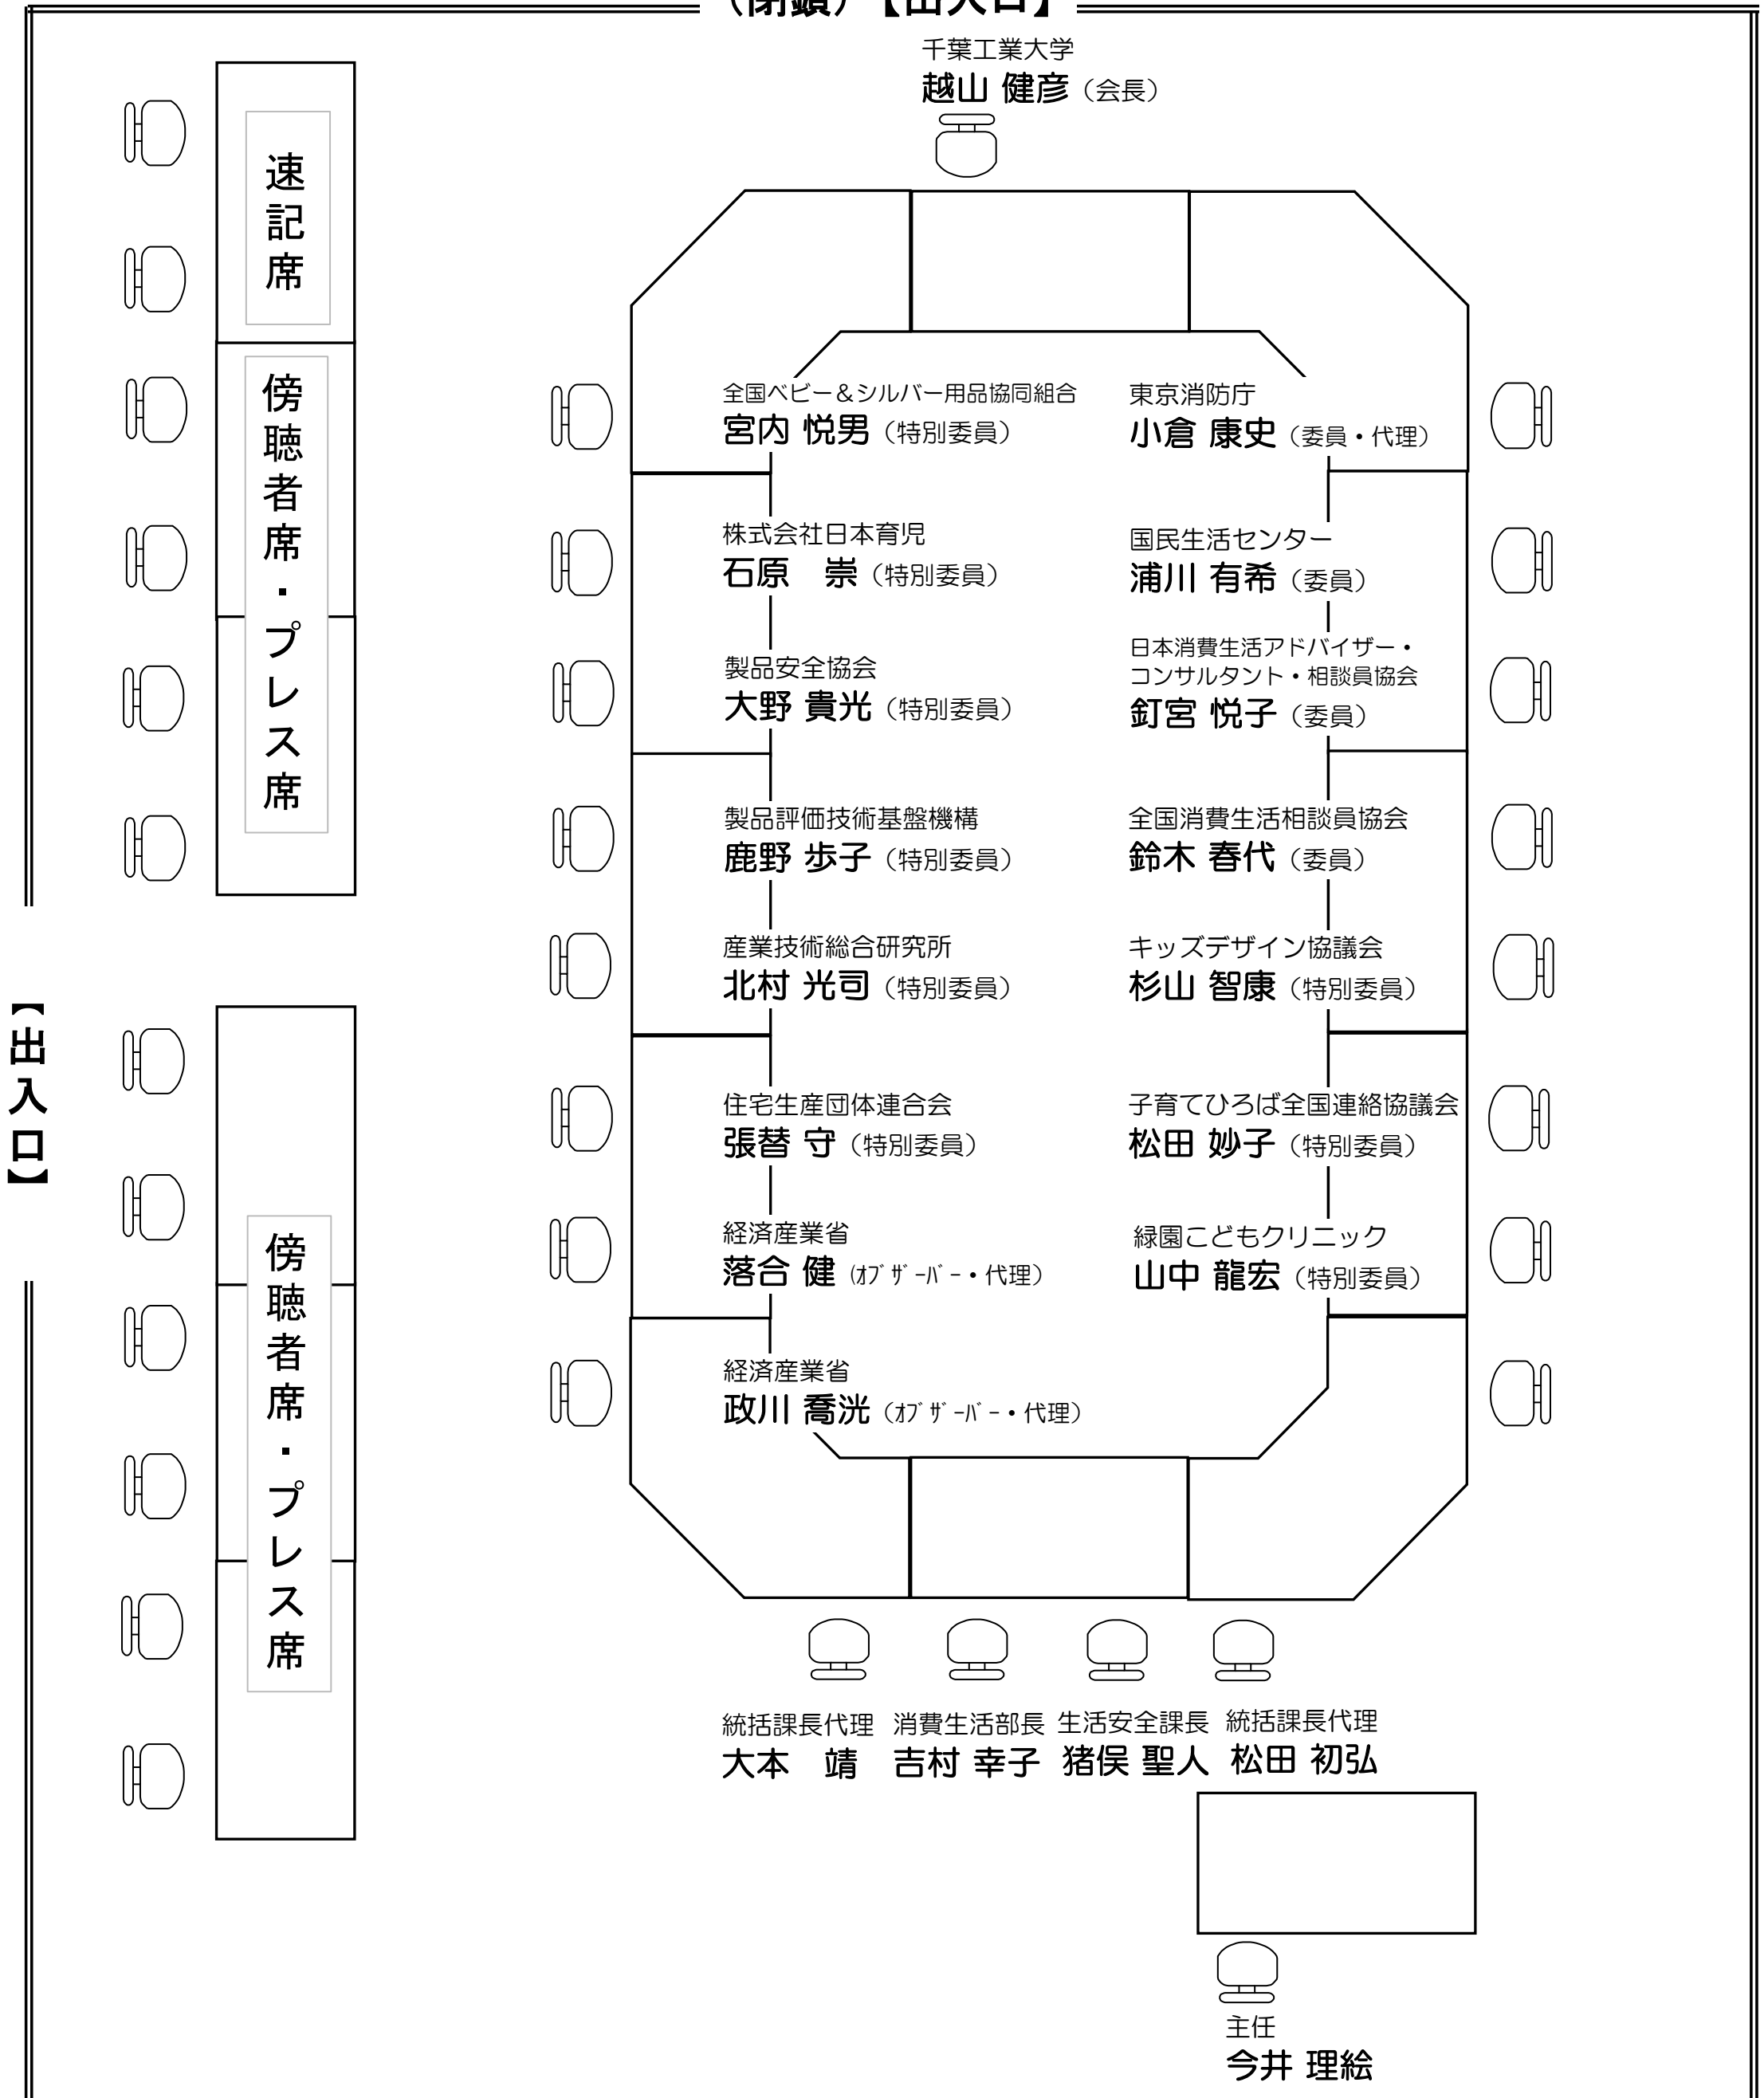 （閉鎖）【出入口】
千葉工業大学
越山 健彦（会長）
速記席
傍聴者席・プレス席
全国ベビー＆シルバー用品協同組合
宮内 悦男（特別委員）
株式会社日本育児
石原　崇（特別委員）
製品安全協会
大野 貴光（特別委員）
製品評価技術基盤機構
鹿野 歩子（特別委員）
産業技術総合研究所
北村 光司（特別委員）
住宅生産団体連合会
張替 守（特別委員）
経済産業省
落合 健（ｵﾌﾞｻﾞｰﾊﾞｰ・代理）
経済産業省
政川 喬洸（ｵﾌﾞｻﾞｰﾊﾞｰ・代理）
東京消防庁
小倉 康史（委員・代理）
国民生活センター
浦川 有希（委員）
日本消費生活アドバイザー・
コンサルタント・相談員協会
釘宮 悦子（委員）
全国消費生活相談員協会
鈴木 春代（委員）
キッズデザイン協議会
杉山 智康（特別委員）
子育てひろば全国連絡協議会
松田 妙子（特別委員）
緑園こどもクリニック
山中 龍宏（特別委員）
【出入口】
傍聴者席・プレス席
統括課長代理
大本　靖
消費生活部長
吉村 幸子
生活安全課長
猪俣 聖人
統括課長代理
松田 初弘
主任
今井 理絵